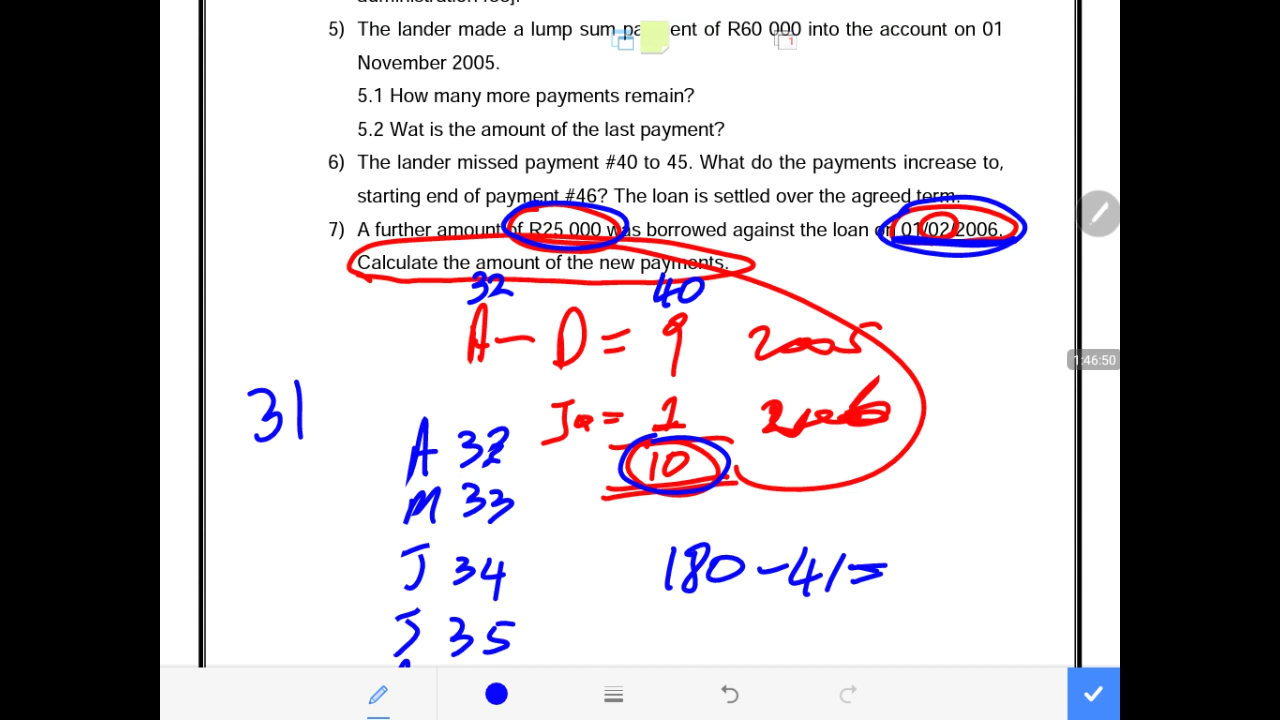 5) The lander made a lump sum pa ent of R60 000 into the account on 01
November 2005.
5.1 How many more payments remain?
5.2 Wat is the amount of the last payment?
6) The lander missed payment #40 to 45. What do the payments increase to,
starting end of payment #46? The loan is settled over the agreed term.
7) A further amount of R25 000 was borrowed against the loan on 01/02/2006.
Calculate the amount of the new payments.
32 40
A - D = 9 2005
Ja = 1 2006
10
31
A 32
M 33
J 34
J 35
180 - 41 =
1:46:50
1